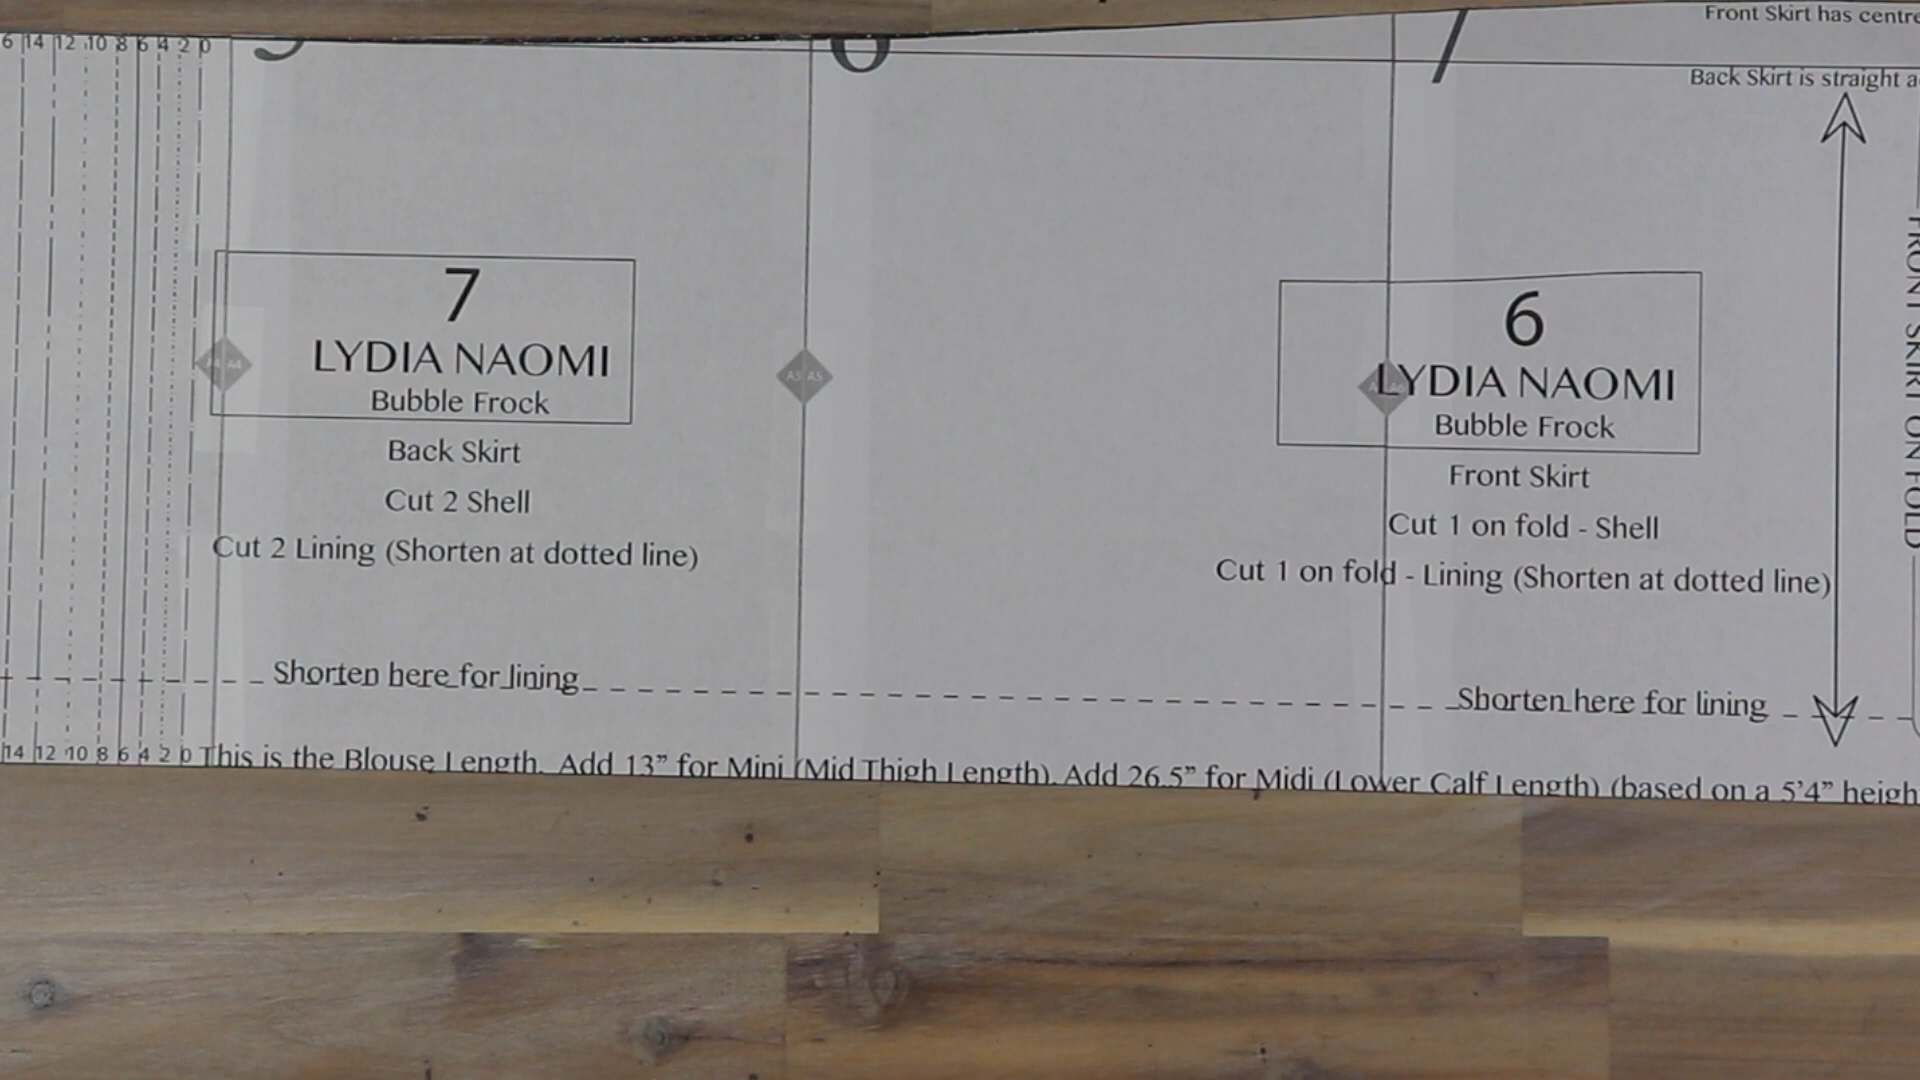 Front Skirt has centre
6 14 12 10 8 6 4 2 0
Back Skirt is straight a
7
LYDIA NAOMI
Bubble Frock
Back Skirt
Cut 2 Shell
Cut 2 Lining (Shorten at dotted line)
A4 A4
A5 A5
6
LYDIA NAOMI
Bubble Frock
Front Skirt
Cut 1 on fold - Shell
Cut 1 on fold - Lining (Shorten at dotted line)
FRONT SKIRT ON FOLD
Shorten here for lining
Shorten here for lining
14 12 10 8 6 4 2 0
This is the Blouse Length. Add 13” for Mini (Mid Thigh Length). Add 26.5” for Midi (Lower Calf Length) (based on a 5’4” heigh